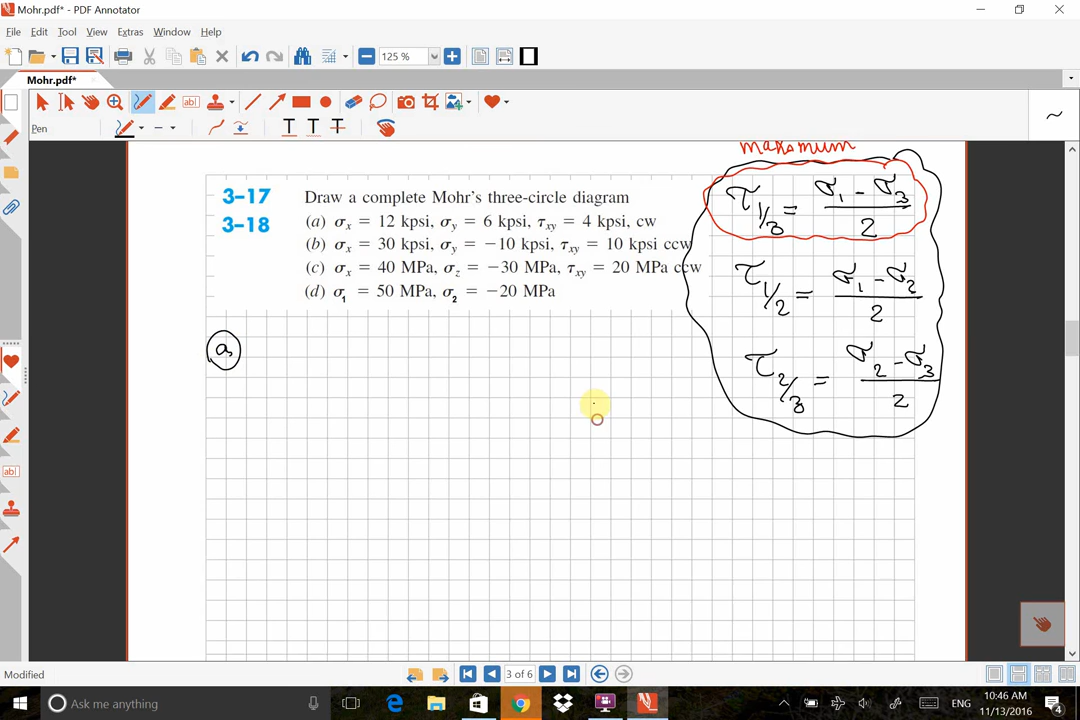 Mohr.pdf* - PDF Annotator
File Edit Tool View Extras Window Help
125 %
Mohr.pdf*
Pen
maksimum
3–17 Draw a complete Mohr's three-circle diagram
3–18 (a) σx = 12 kpsi, σy = 6 kpsi, τxy = 4 kpsi, cw
(b) σx = 30 kpsi, σy = −10 kpsi, τxy = 10 kpsi ccw
(c) σx = 40 MPa, σz = −30 MPa, τxy = 20 MPa ccw
(d) σ1 = 50 MPa, σ2 = −20 MPa
τ1/3 = σ1 - σ3 / 2
τ1/2 = σ1 - σ2 / 2
τ2/3 = σ2 - σ3 / 2
a
Modified
3 of 6
Ask me anything
ENG
10:46 AM
11/13/2016
4